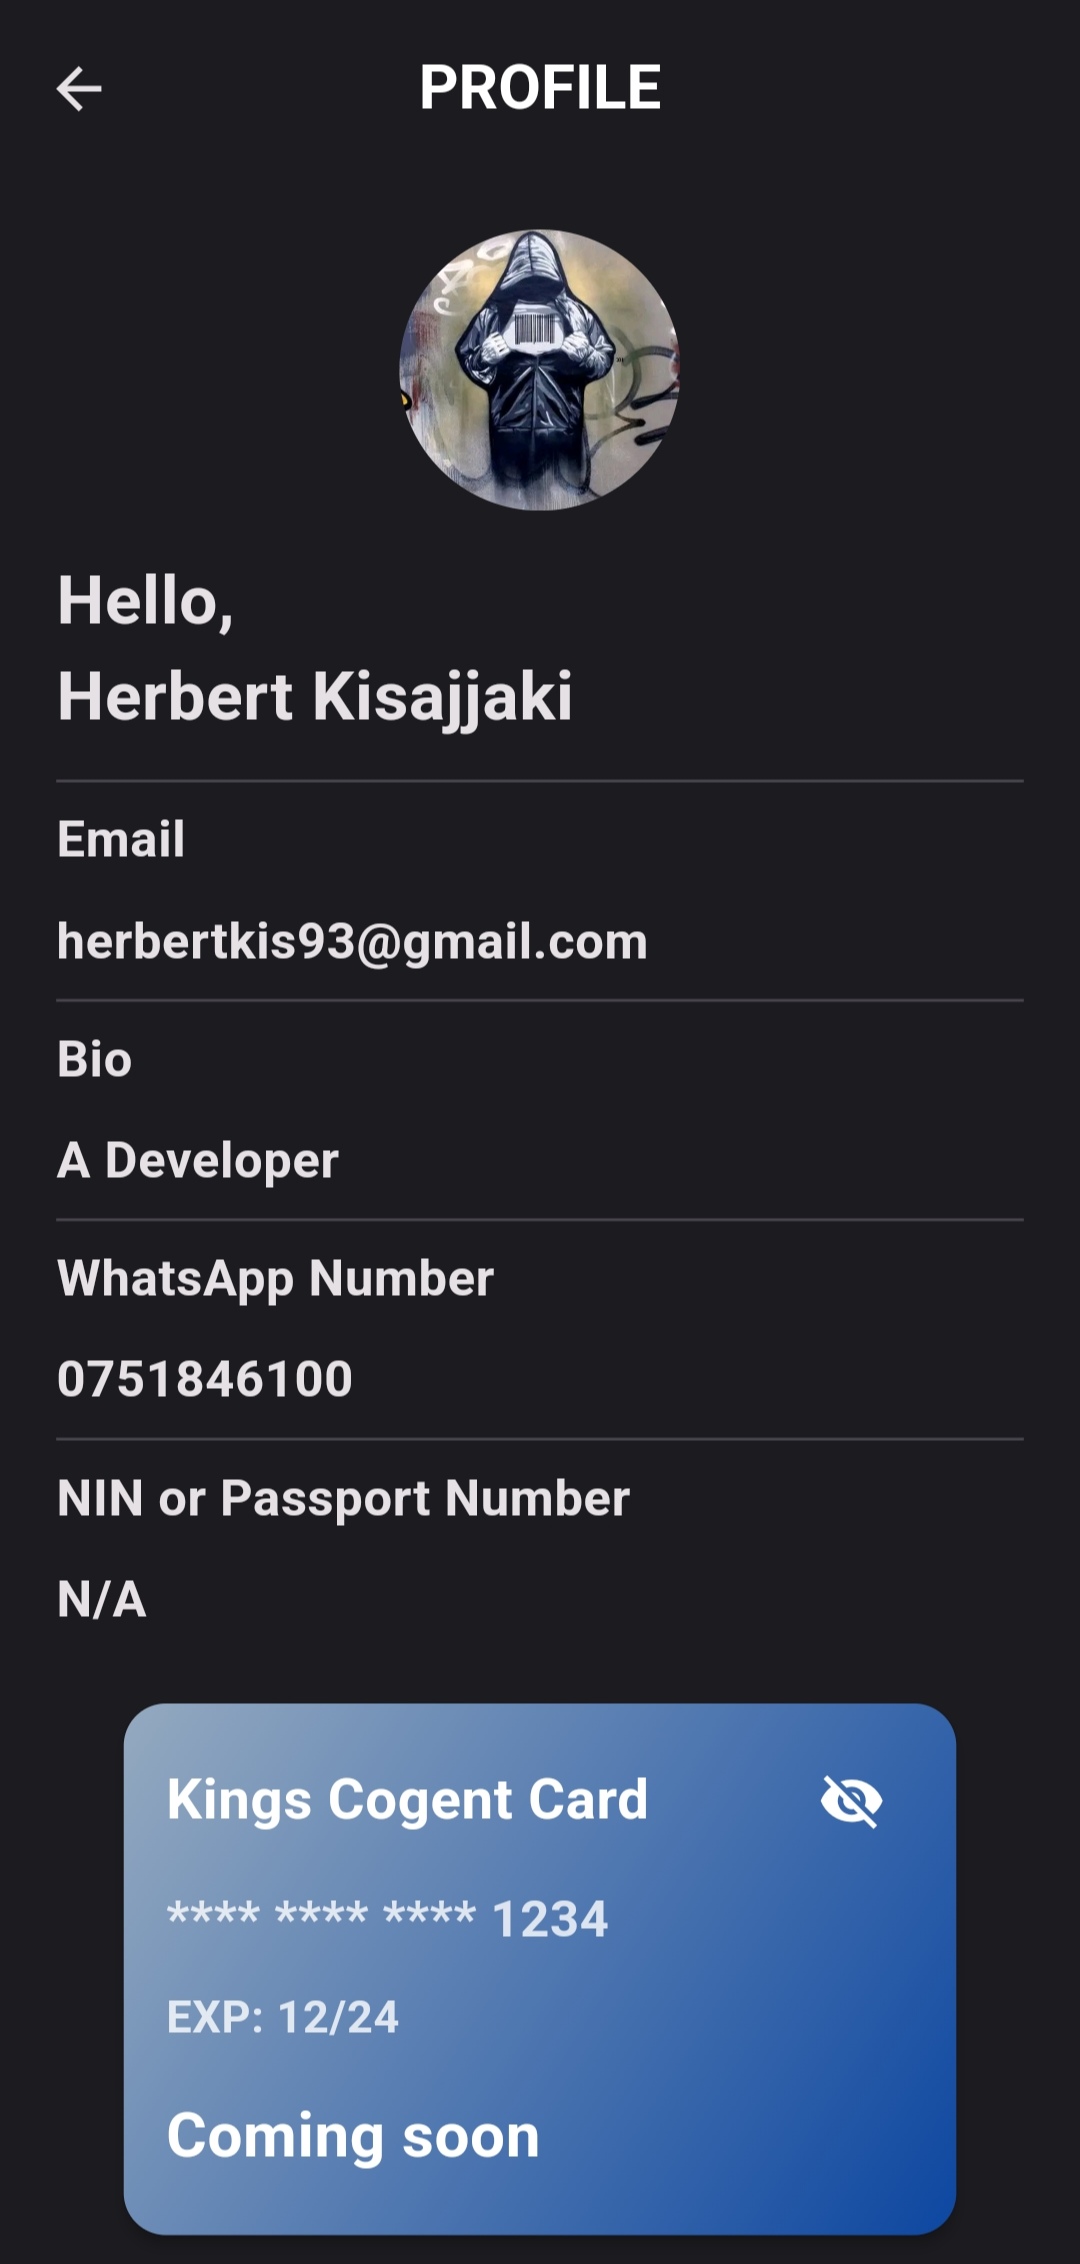 PROFILE
Hello,
Herbert Kisajjaki
Email
herbertkis93@gmail.com
Bio
A Developer
WhatsApp Number
0751846100
NIN or Passport Number
N/A
Kings Cogent Card
**** **** **** 1234
EXP: 12/24
Coming soon